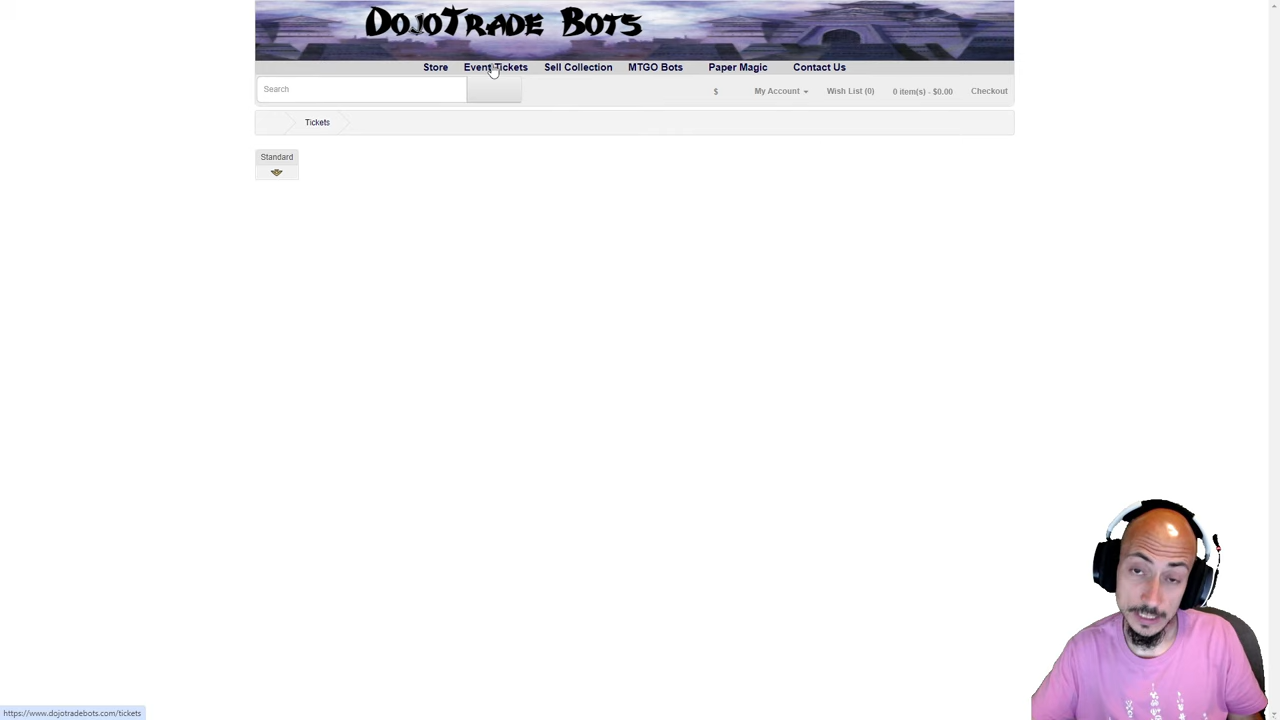 DojoTrade Bots
Store Event Tickets Sell Collection MTGO Bots Paper Magic Contact Us
Search $ My Account Wish List (0) 0 item(s) - $0.00 Checkout
Tickets
Standard
https://www.dojotradebots.com/tickets